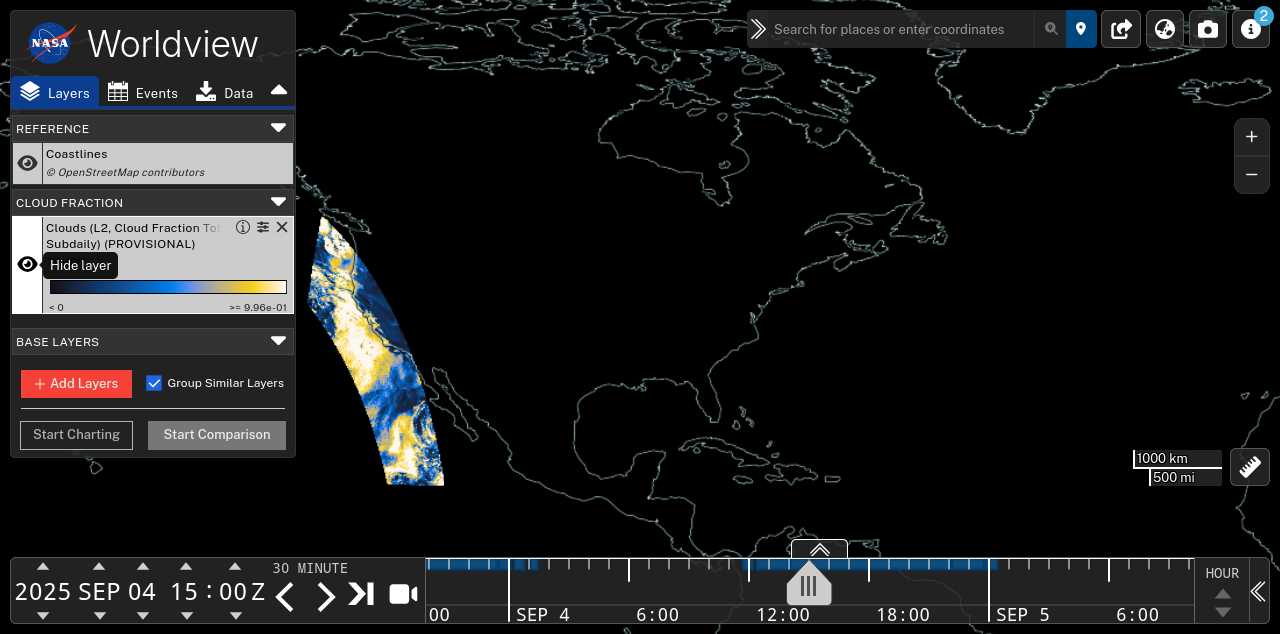 NASA Worldview
Search for places or enter coordinates
2
Layers Events Data
REFERENCE
Coastlines
© OpenStreetMap contributors
CLOUD FRACTION
Clouds (L2, Cloud Fraction Tot
Subdaily) (PROVISIONAL)
Hide layer
< 0 >= 9.96e-01
BASE LAYERS
+ Add Layers Group Similar Layers
Start Charting Start Comparison
+
−
1000 km
500 mi
30 MINUTE
2025 SEP 04 15 : 00 Z
00 SEP 4 6:00 12:00 18:00 SEP 5 6:00
HOUR